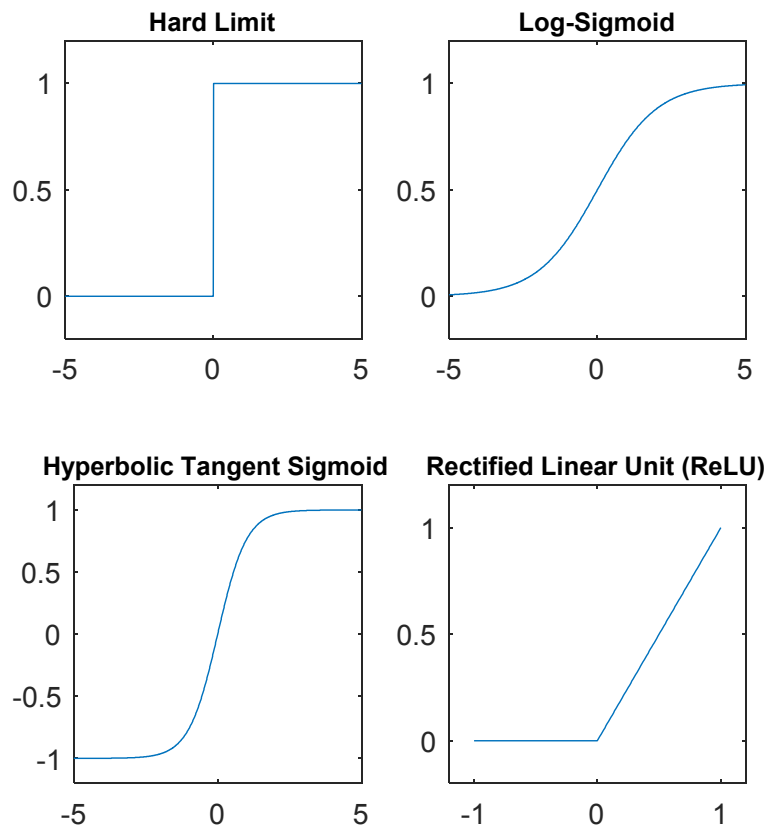 Hard Limit
1
0.5
0
-5 0 5
Log-Sigmoid
1
0.5
0
-5 0 5
Hyperbolic Tangent Sigmoid
1
0.5
0
-0.5
-1
-5 0 5
Rectified Linear Unit (ReLU)
1
0.5
0
-1 0 1